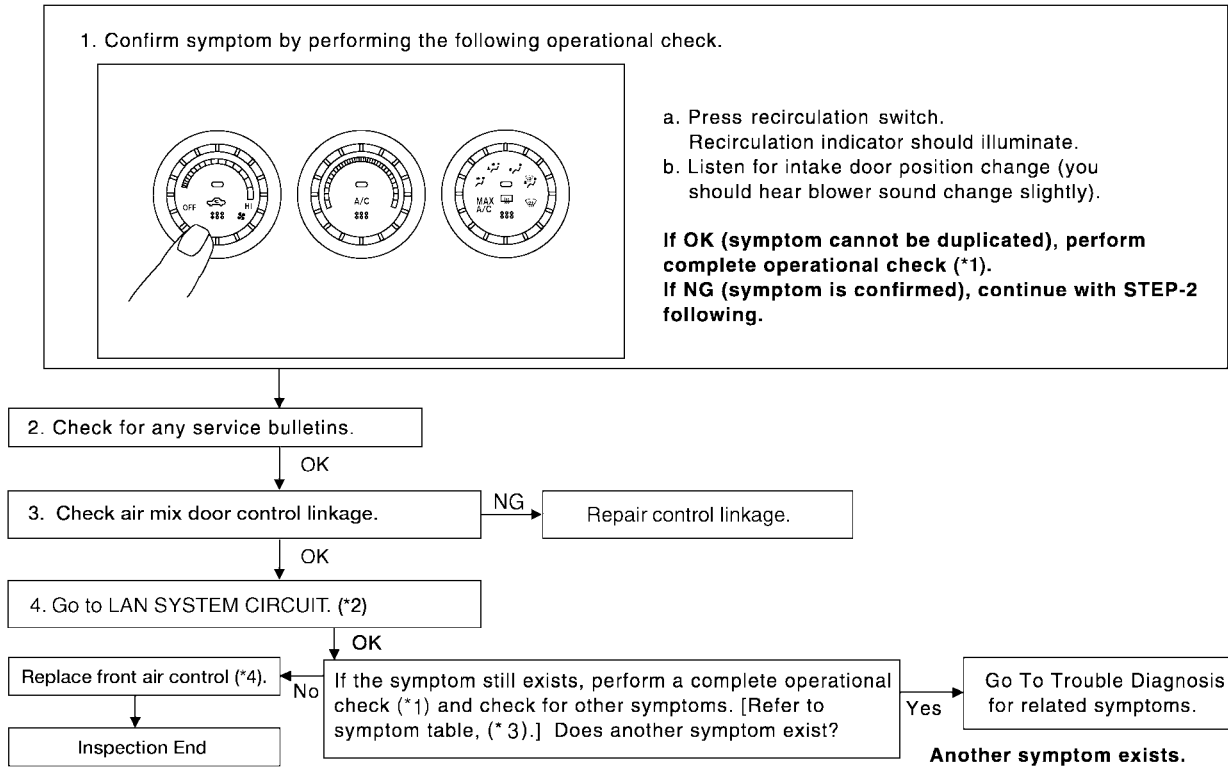 1. Confirm symptom by performing the following operational check.
OFF
HI
A/C
MAX
A/C
a. Press recirculation switch.
Recirculation indicator should illuminate.
b. Listen for intake door position change (you
should hear blower sound change slightly).
If OK (symptom cannot be duplicated), perform
complete operational check (*1).
If NG (symptom is confirmed), continue with STEP-2
following.
2. Check for any service bulletins.
OK
3. Check air mix door control linkage.
NG
Repair control linkage.
OK
4. Go to LAN SYSTEM CIRCUIT. (*2)
OK
Replace front air control (*4).
No
If the symptom still exists, perform a complete operational
check (*1) and check for other symptoms. [Refer to
symptom table, (* 3).] Does another symptom exist?
Yes
Go To Trouble Diagnosis
for related symptoms.
Inspection End
Another symptom exists.